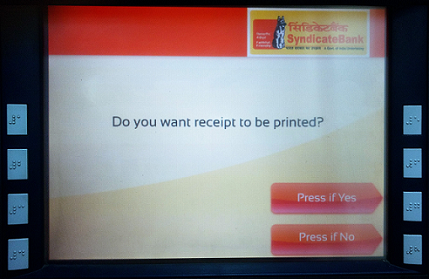 सिंडिकेटबैंक
SyndicateBank
Do you want receipt to be printed?
Press if Yes
Press if No